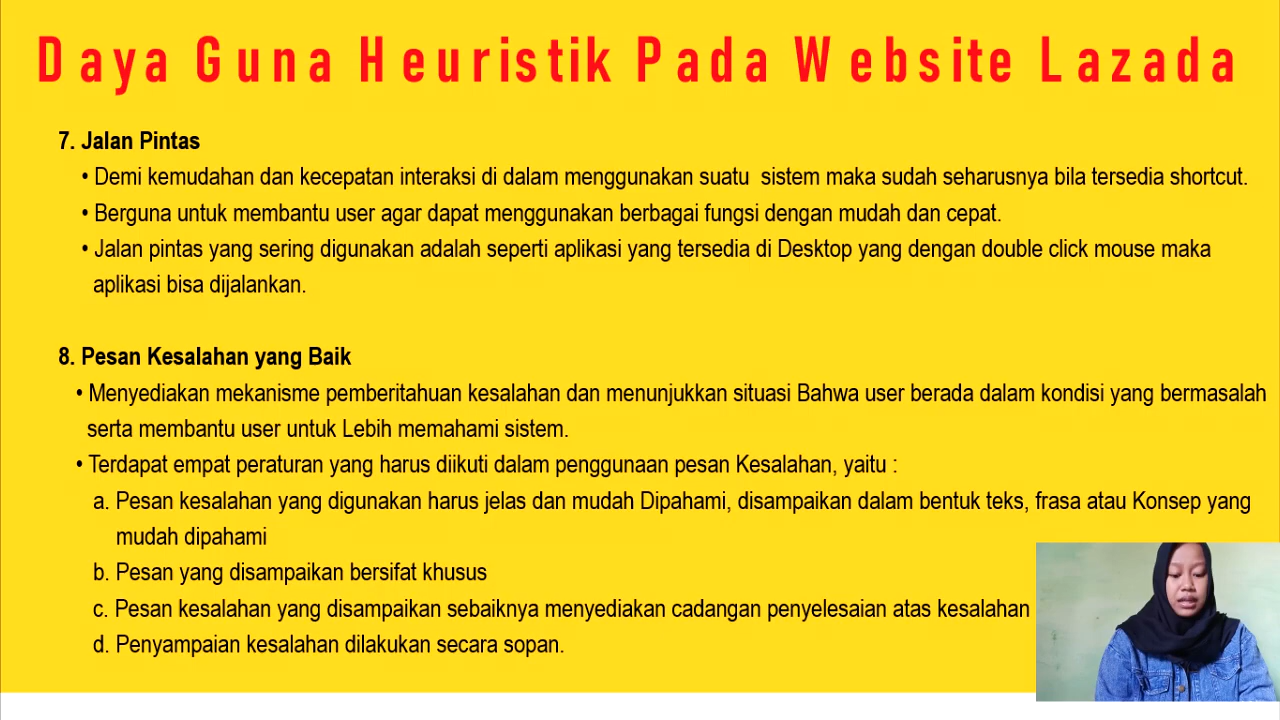 Daya Guna Heuristik Pada Website Lazada
7. Jalan Pintas
• Demi kemudahan dan kecepatan interaksi di dalam menggunakan suatu sistem maka sudah seharusnya bila tersedia shortcut.
• Berguna untuk membantu user agar dapat menggunakan berbagai fungsi dengan mudah dan cepat.
• Jalan pintas yang sering digunakan adalah seperti aplikasi yang tersedia di Desktop yang dengan double click mouse maka
aplikasi bisa dijalankan.
8. Pesan Kesalahan yang Baik
• Menyediakan mekanisme pemberitahuan kesalahan dan menunjukkan situasi Bahwa user berada dalam kondisi yang bermasalah
serta membantu user untuk Lebih memahami sistem.
• Terdapat empat peraturan yang harus diikuti dalam penggunaan pesan Kesalahan, yaitu :
a. Pesan kesalahan yang digunakan harus jelas dan mudah Dipahami, disampaikan dalam bentuk teks, frasa atau Konsep yang
mudah dipahami
b. Pesan yang disampaikan bersifat khusus
c. Pesan kesalahan yang disampaikan sebaiknya menyediakan cadangan penyelesaian atas kesalahan
d. Penyampaian kesalahan dilakukan secara sopan.